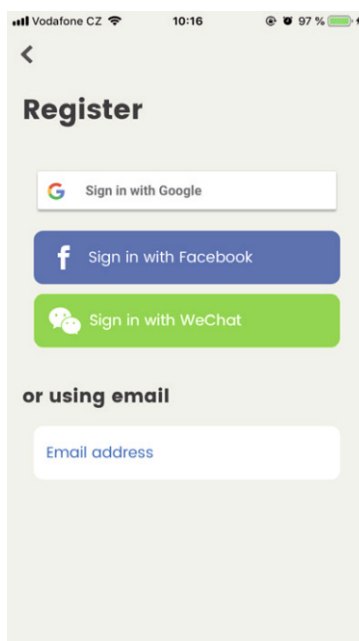 Vodafone CZ 10:16 97 %
Register
Sign in with Google
Sign in with Facebook
Sign in with WeChat
or using email
Email address